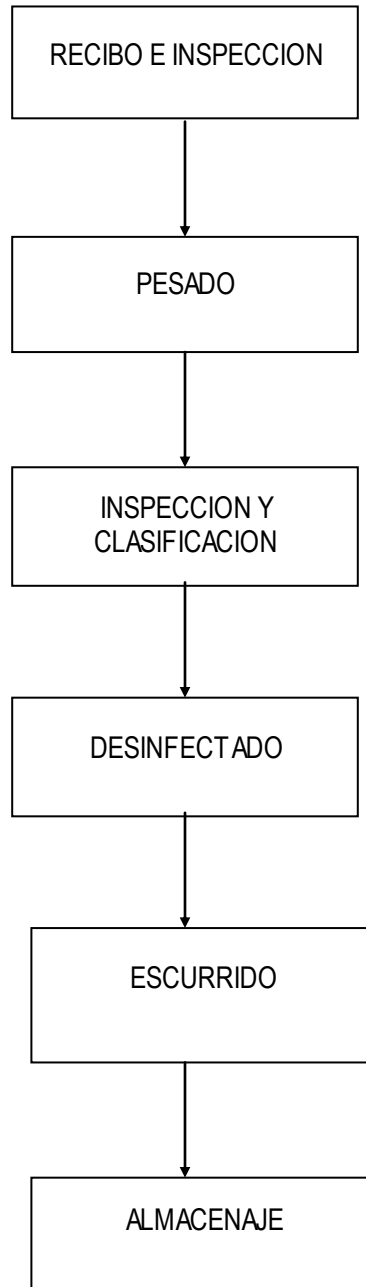 RECIBO E INSPECCION
PESADO
INSPECCION Y
CLASIFICACION
DESINFECTADO
ESCURRIDO
ALMACENAJE